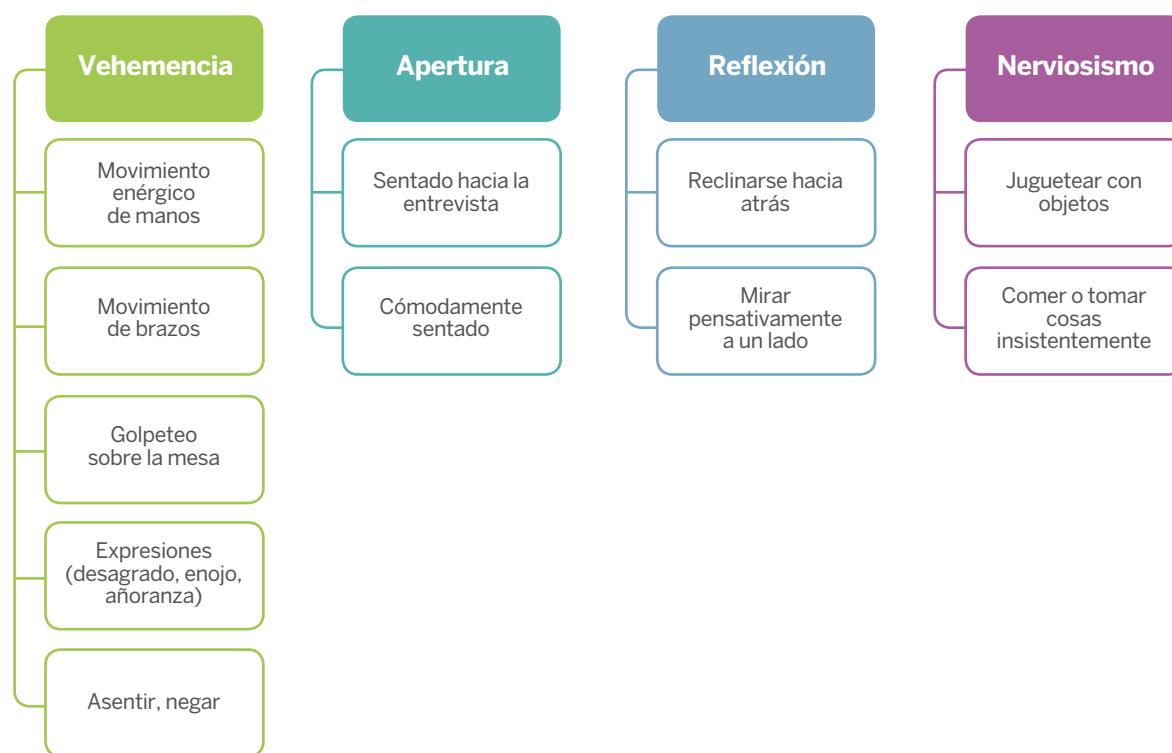 Vehemencia
Movimiento
enérgico
de manos
Movimiento
de brazos
Golpeteo
sobre la mesa
Expresiones
(desagrado, enojo,
añoranza)
Asentir, negar
Apertura
Sentado hacia la
entrevista
Cómodamente
sentado
Reflexión
Reclinarse hacia
atrás
Mirar
pensativamente
a un lado
Nerviosismo
Juguetear con
objetos
Comer o tomar
cosas
insistentemente